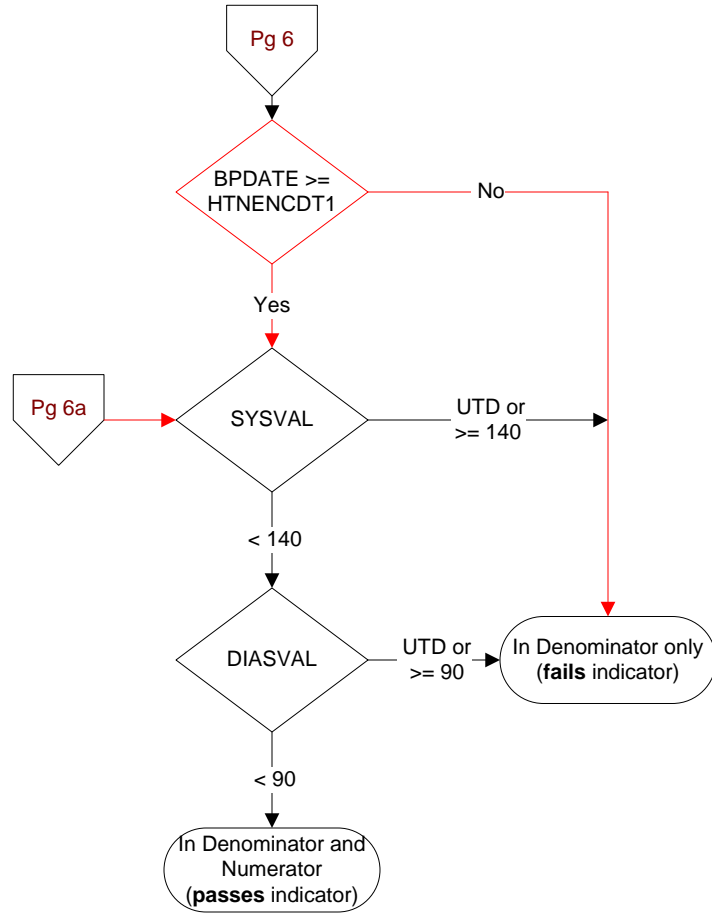 Pg 6
BPDATE >=
HTNENCDT1
No
Yes
Pg 6a
SYSVAL
UTD or
>= 140
< 140
DIASVAL
UTD or
>= 90
In Denominator only
(fails indicator)
< 90
In Denominator and
Numerator
(passes indicator)